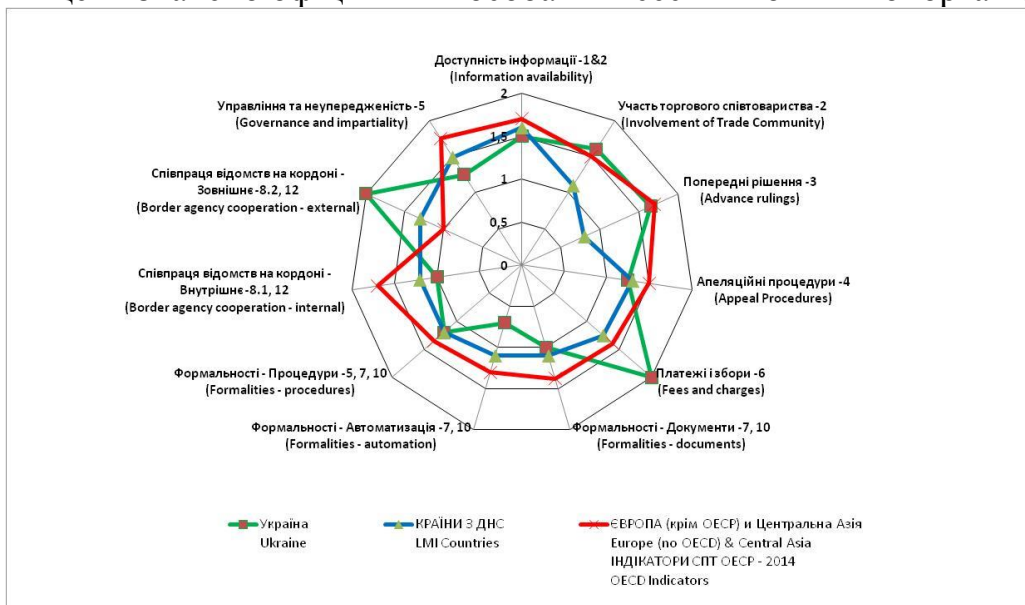 Доступність інформації -1&2
(Information availability)
Управління та неупередженість -5
(Governance and impartiality)
Участь торгового співтовариства -2
(Involvement of Trade Community)
Співпраця відомств на кордоні -
Зовнішнє -8.2, 12
(Border agency cooperation - external)
Попередні рішення -3
(Advance rulings)
Співпраця відомств на кордоні -
Внутрішнє -8.1, 12
(Border agency cooperation - internal)
Апеляційні процедури -4
(Appeal Procedures)
Формальності - Процедури -5, 7, 10
(Formalities - procedures)
Платежі і збори -6
(Fees and charges)
Формальності - Автоматизація -7, 10
(Formalities - automation)
Формальності - Документи -7, 10
(Formalities - documents)
2
1,5
1
0,5
0
Україна
Ukraine
КРАЇНИ З ДНС
LMI Countries
ЄВРОПА (крім ОЕСР) и Центральна Азія
Europe (no OECD) & Central Asia
ІНДІКАТОРИ СПТ ОЕСР - 2014
OECD Indicators